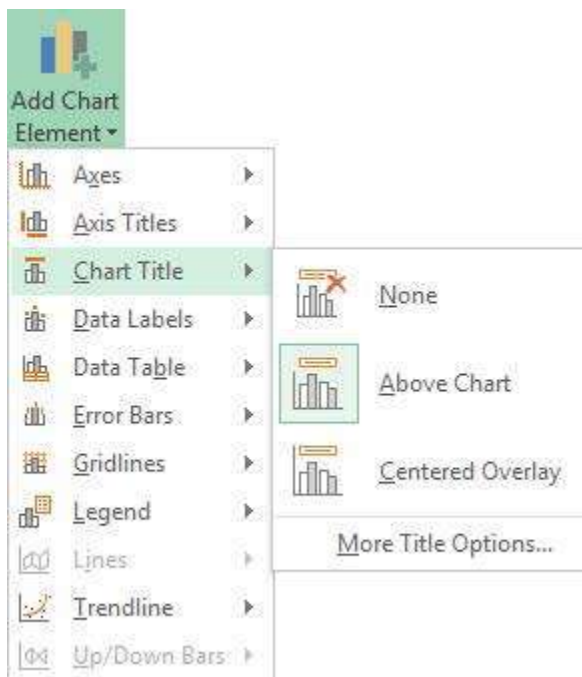 Add Chart
Element
Axes
Axis Titles
Chart Title
Data Labels
Data Table
Error Bars
Gridlines
Legend
Lines
Trendline
Up/Down Bars
None
Above Chart
Centered Overlay
More Title Options...